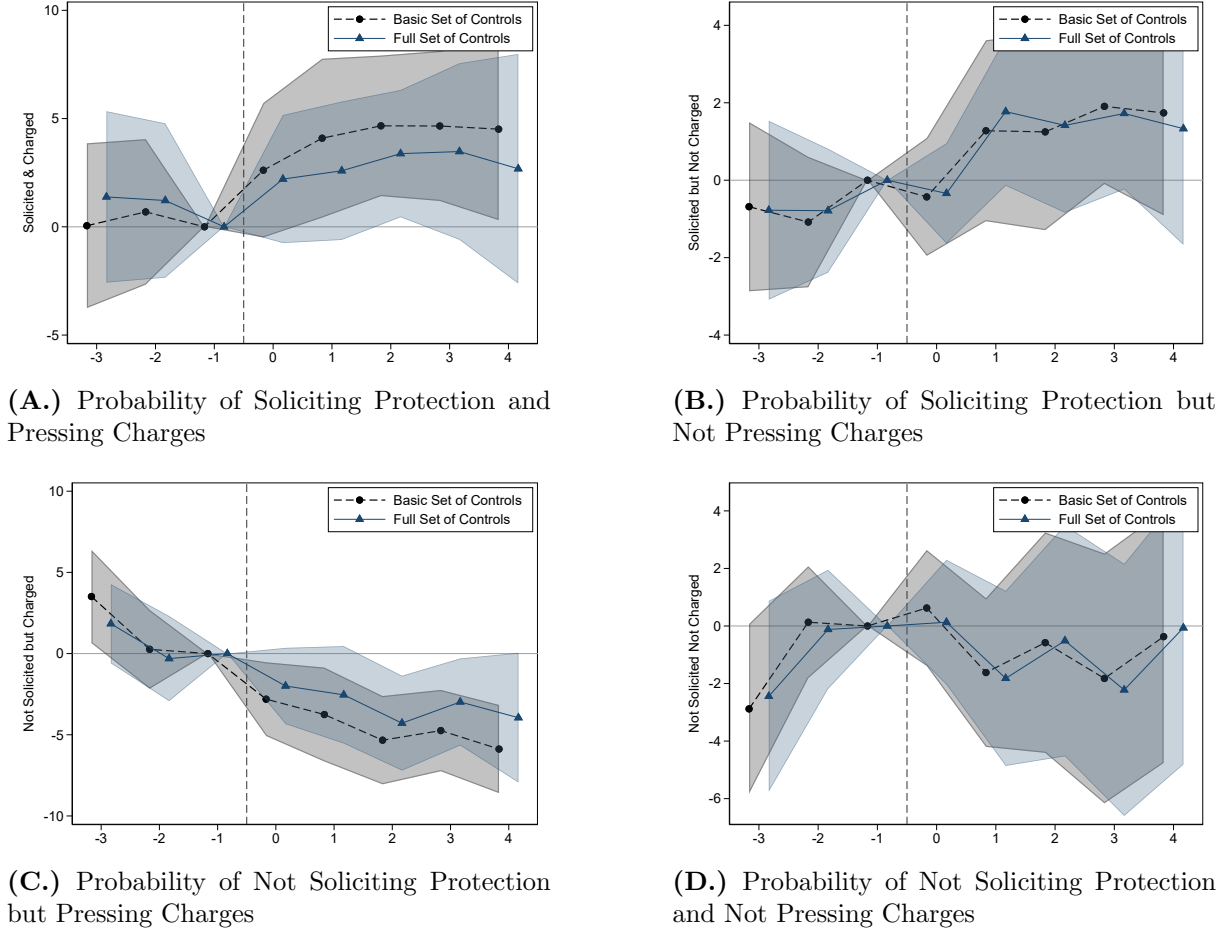 Solicited & Charged
10
5
0
-5
Basic Set of Controls
Full Set of Controls
-3 -2 -1 0 1 2 3 4
(A.) Probability of Soliciting Protection and
Pressing Charges
Solicited but Not Charged
4
2
0
-2
-4
Basic Set of Controls
Full Set of Controls
-3 -2 -1 0 1 2 3 4
(B.) Probability of Soliciting Protection but
Not Pressing Charges
Not Solicited but Charged
10
5
0
-5
-10
Basic Set of Controls
Full Set of Controls
-3 -2 -1 0 1 2 3 4
(C.) Probability of Not Soliciting Protection
but Pressing Charges
Not Solicited Not Charged
4
2
0
-2
-4
-6
Basic Set of Controls
Full Set of Controls
-3 -2 -1 0 1 2 3 4
(D.) Probability of Not Soliciting Protection
and Not Pressing Charges